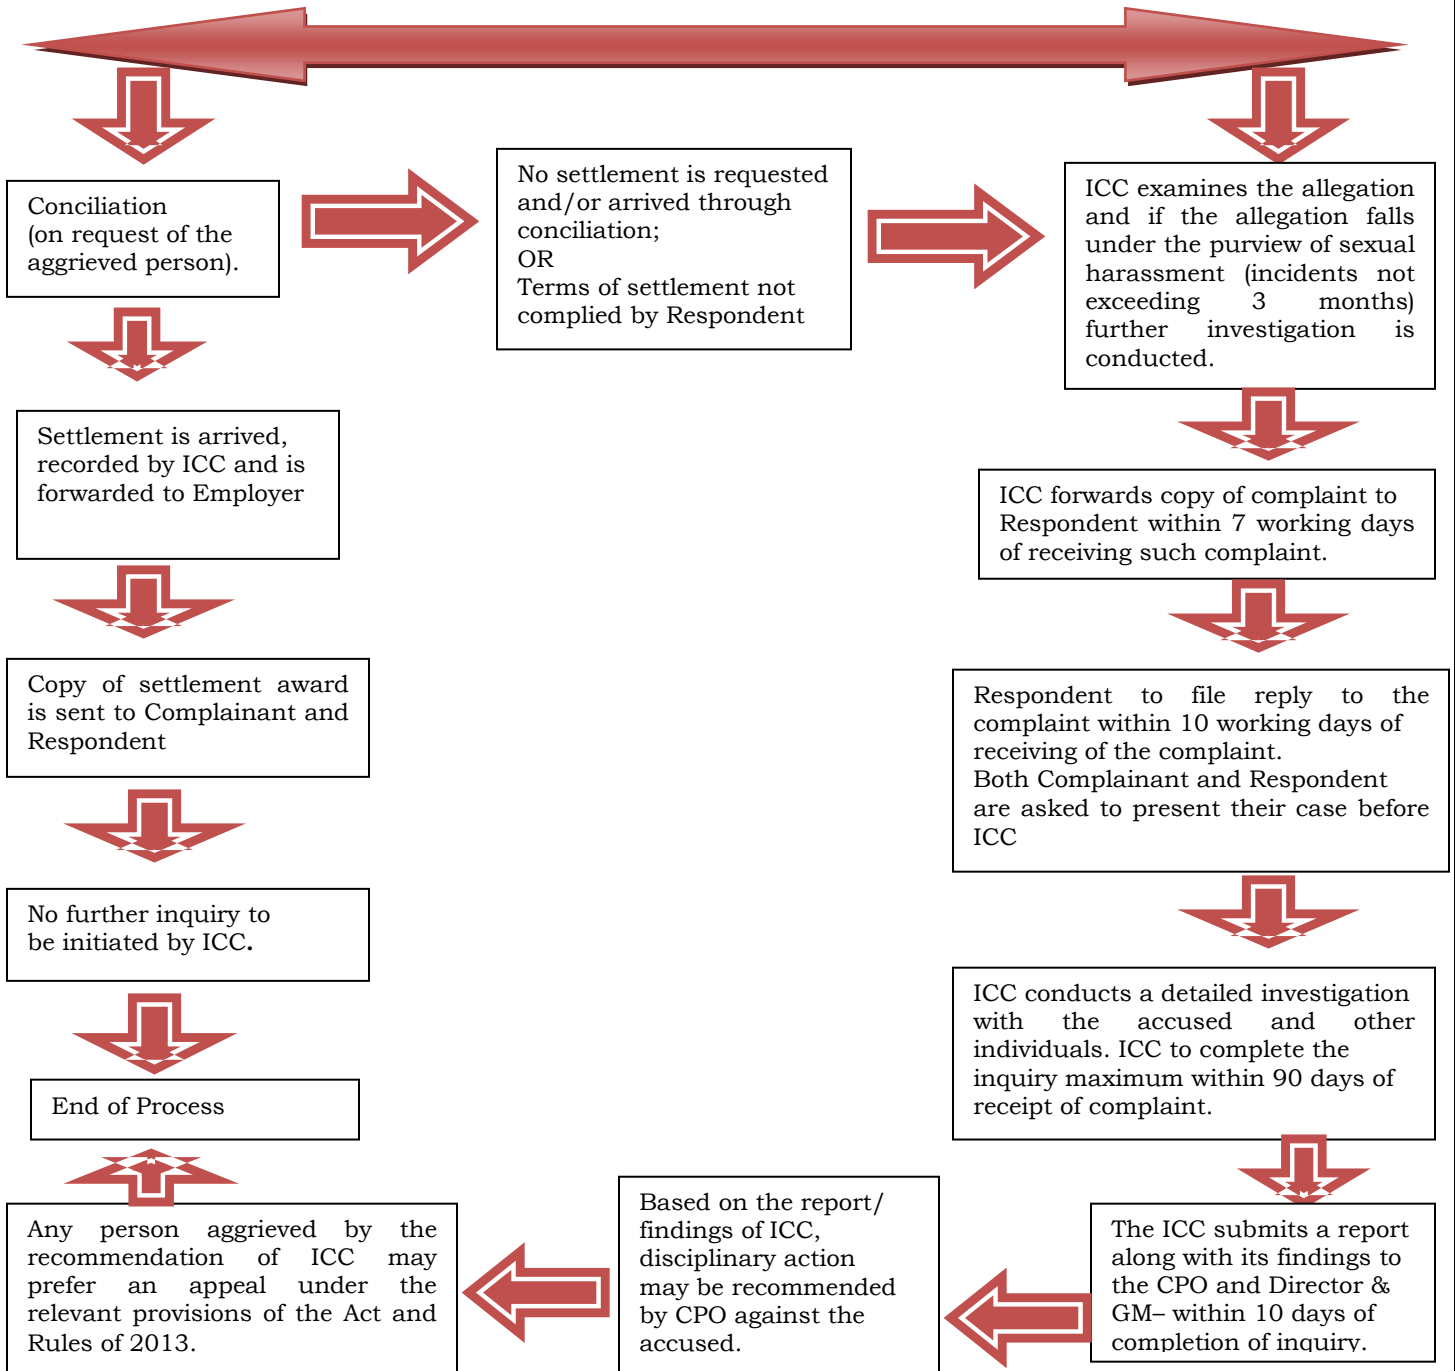 Conciliation
(on request of the
aggrieved person).
No settlement is requested
and/or arrived through
conciliation;
OR
Terms of settlement not
complied by Respondent
ICC examines the allegation
and if the allegation falls
under the purview of sexual
harassment (incidents not
exceeding 3 months)
further investigation is
conducted.
Settlement is arrived,
recorded by ICC and is
forwarded to Employer
ICC forwards copy of complaint to
Respondent within 7 working days
of receiving such complaint.
Copy of settlement award
is sent to Complainant and
Respondent
Respondent to file reply to the
complaint within 10 working days of
receiving of the complaint.
Both Complainant and Respondent
are asked to present their case before
ICC
No further inquiry to
be initiated by ICC.
ICC conducts a detailed investigation
with the accused and other
individuals. ICC to complete the
inquiry maximum within 90 days of
receipt of complaint.
End of Process
Any person aggrieved by the
recommendation of ICC may
prefer an appeal under the
relevant provisions of the Act and
Rules of 2013.
Based on the report/
findings of ICC,
disciplinary action
may be recommended
by CPO against the
accused.
The ICC submits a report
along with its findings to
the CPO and Director &
GM– within 10 days of
completion of inquiry.